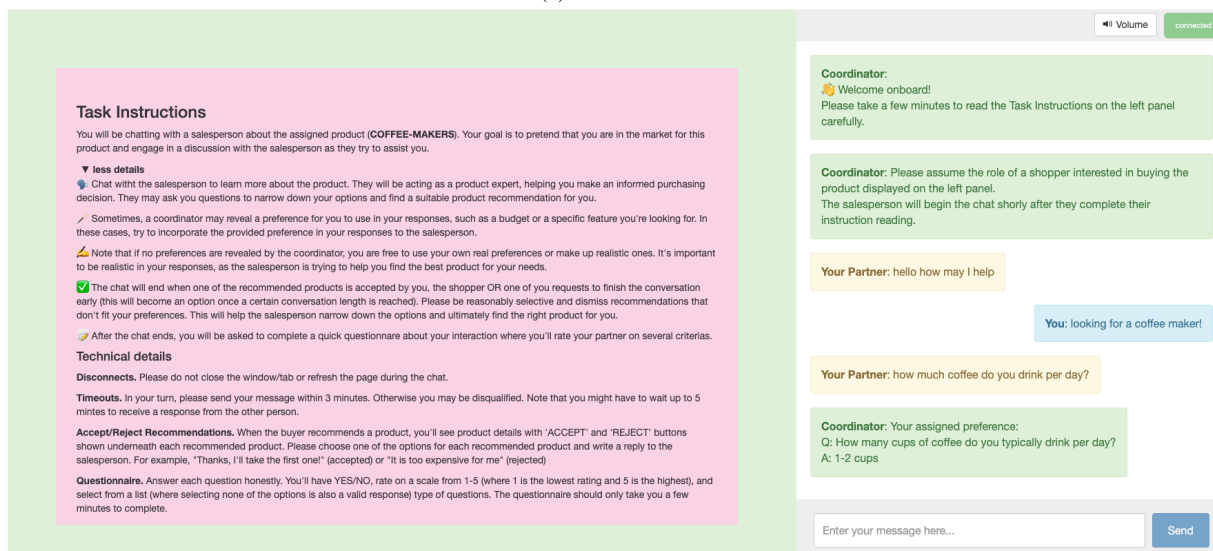 Volume
connected
Task Instructions
You will be chatting with a salesperson about the assigned product (COFFEE-MAKERS). Your goal is to pretend that you are in the market for this
product and engage in a discussion with the salesperson as they try to assist you.
▼ less details
🗣: Chat witht the salesperson to learn more about the product. They will be acting as a product expert, helping you make an informed purchasing
decision. They may ask you questions to narrow down your options and find a suitable product recommendation for you.
Sometimes, a coordinator may reveal a preference for you to use in your responses, such as a budget or a specific feature you're looking for. In
these cases, try to incorporate the provided preference in your responses to the salesperson.
✍ Note that if no preferences are revealed by the coordinator, you are free to use your own real preferences or make up realistic ones. It's important
to be realistic in your responses, as the salesperson is trying to help you find the best product for your needs.
✅ The chat will end when one of the recommended products is accepted by you, the shopper OR one of you requests to finish the conversation
early (this will become an option once a certain conversation length is reached). Please be reasonably selective and dismiss recommendations that
don't fit your preferences. This will help the salesperson narrow down the options and ultimately find the right product for you.
📝 After the chat ends, you will be asked to complete a quick questionnare about your interaction where you'll rate your partner on several criterias.
Technical details
Disconnects. Please do not close the window/tab or refresh the page during the chat.
Timeouts. In your turn, please send your message within 3 minutes. Otherwise you may be disqualified. Note that you might have to wait up to 5
mintes to receive a response from the other person.
Accept/Reject Recommendations. When the buyer recommends a product, you'll see product details with 'ACCEPT' and 'REJECT' buttons
shown underneath each recommended product. Please choose one of the options for each recommended product and write a reply to the
salesperson. For example, "Thanks, I'll take the first one!" (accepted) or "It is too expensive for me" (rejected)
Questionnaire. Answer each question honestly. You'll have YES/NO, rate on a scale from 1-5 (where 1 is the lowest rating and 5 is the highest), and
select from a list (where selecting none of the options is also a valid response) type of questions. The questionnaire should only take you a few
minutes to complete.
Coordinator:
👋 Welcome onboard!
Please take a few minutes to read the Task Instructions on the left panel
carefully.
Coordinator: Please assume the role of a shopper interested in buying the
product displayed on the left panel.
The salesperson will begin the chat shorly after they complete their
instruction reading.
Your Partner: hello how may I help
You: looking for a coffee maker!
Your Partner: how much coffee do you drink per day?
Coordinator: Your assigned preference:
Q: How many cups of coffee do you typically drink per day?
A: 1-2 cups
Enter your message here...
Send